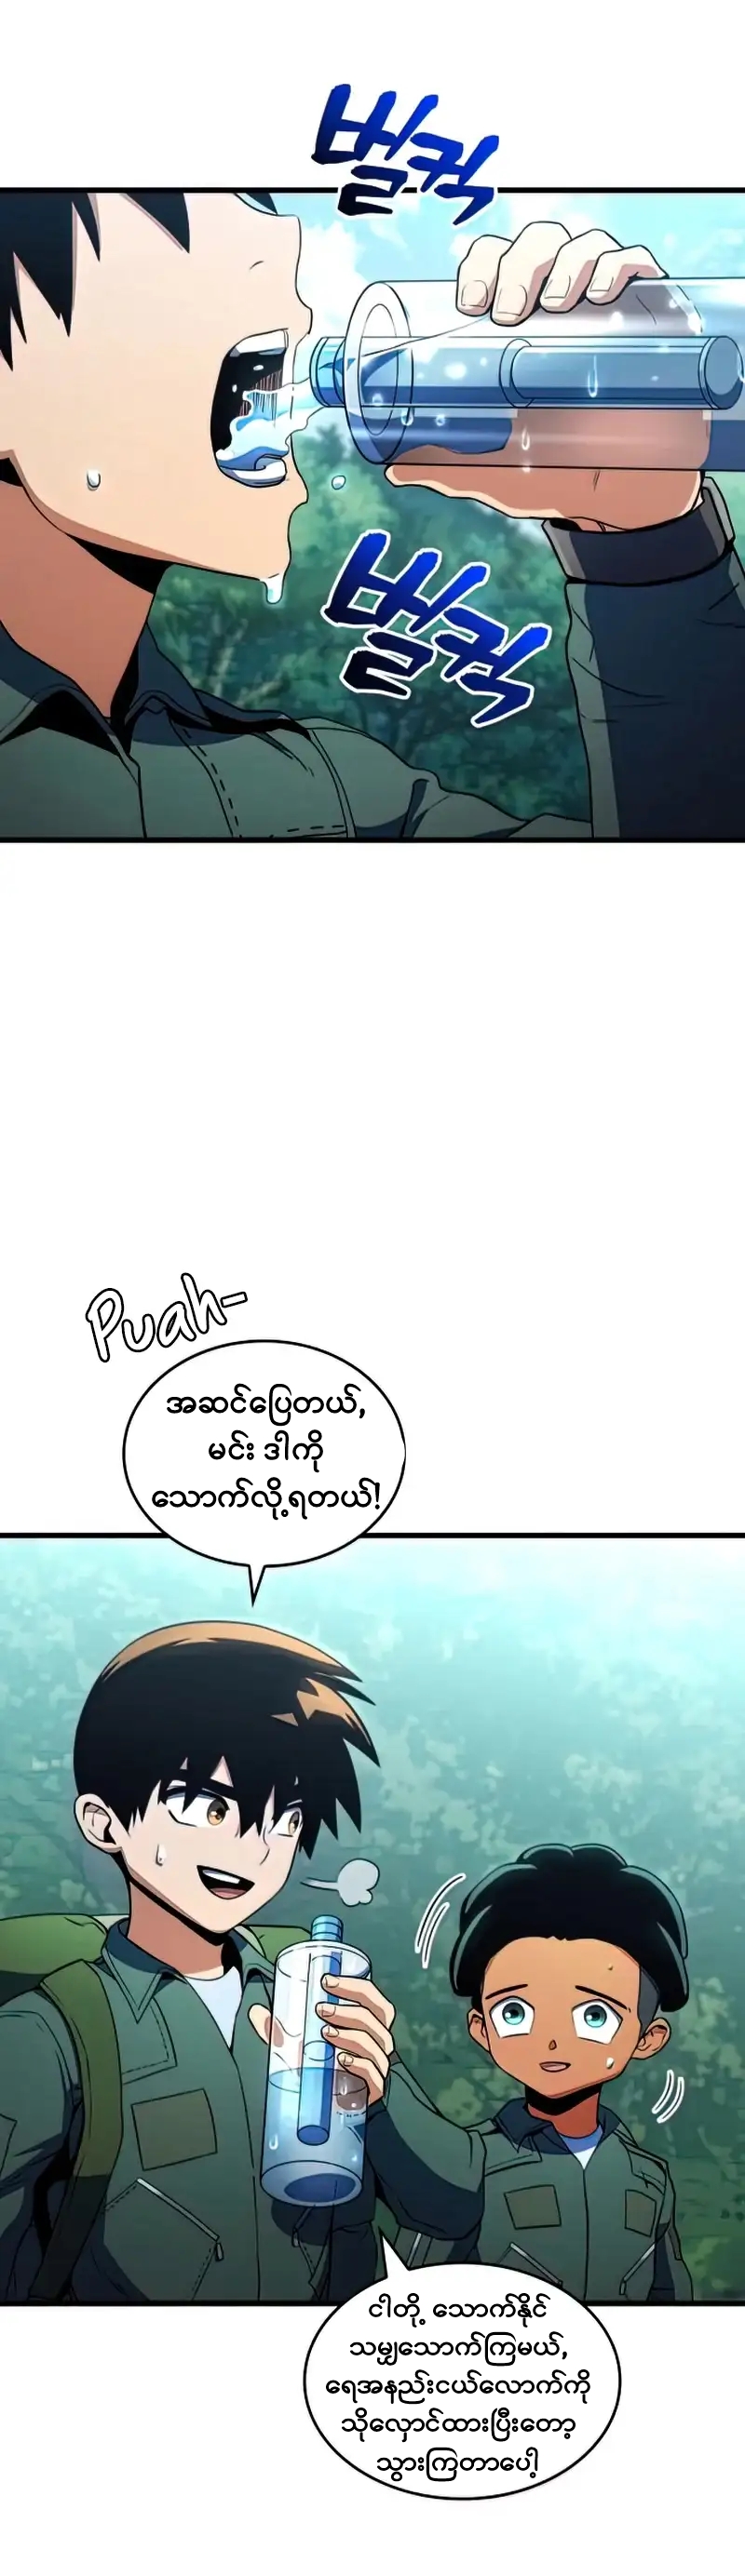 벌컥
벌컥
Puah-
အဆင်ပြေတယ်,
မင်း ဒါကို
သောက်လို့ရတယ်!
ငါတို့ သောက်နိုင်
သမျှသောက်ကြမယ်,
ရေအနည်းငယ်လောက်ကို
သိုလှောင်ထားပြီးတော့
သွားကြတာပေါ့